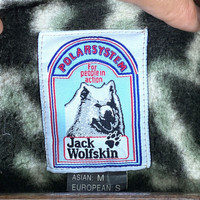 POLARSYSTEM
For
people in
action
Jack
Wolfskin
ASIAN: M
EUROPEAN: S